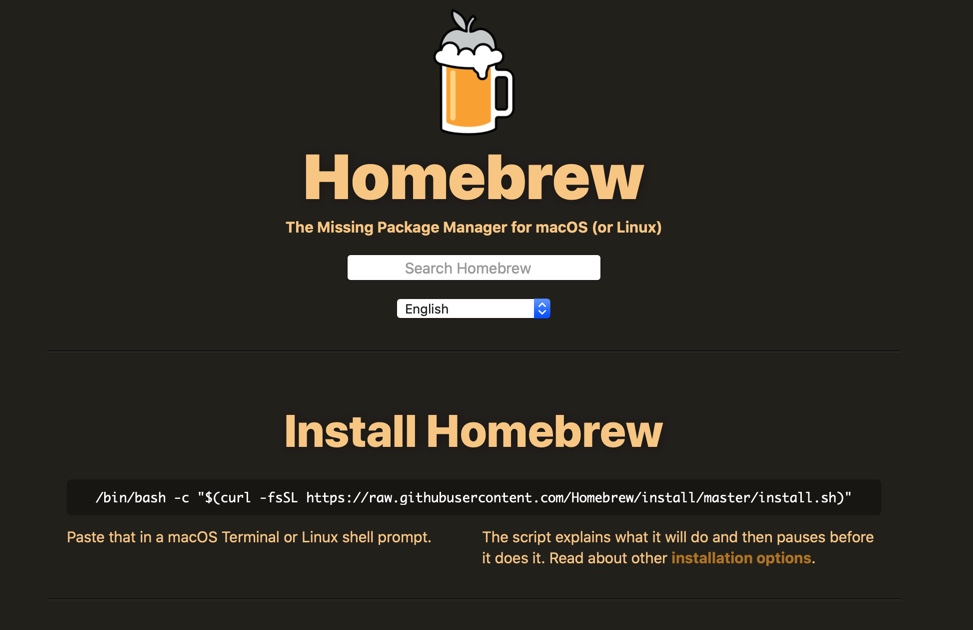 Homebrew
The Missing Package Manager for macOS (or Linux)
Search Homebrew
English
Install Homebrew
/bin/bash -c "$(curl -fsSL https://raw.githubusercontent.com/Homebrew/install/master/install.sh)"
Paste that in a macOS Terminal or Linux shell prompt.
The script explains what it will do and then pauses before
it does it. Read about other installation options.